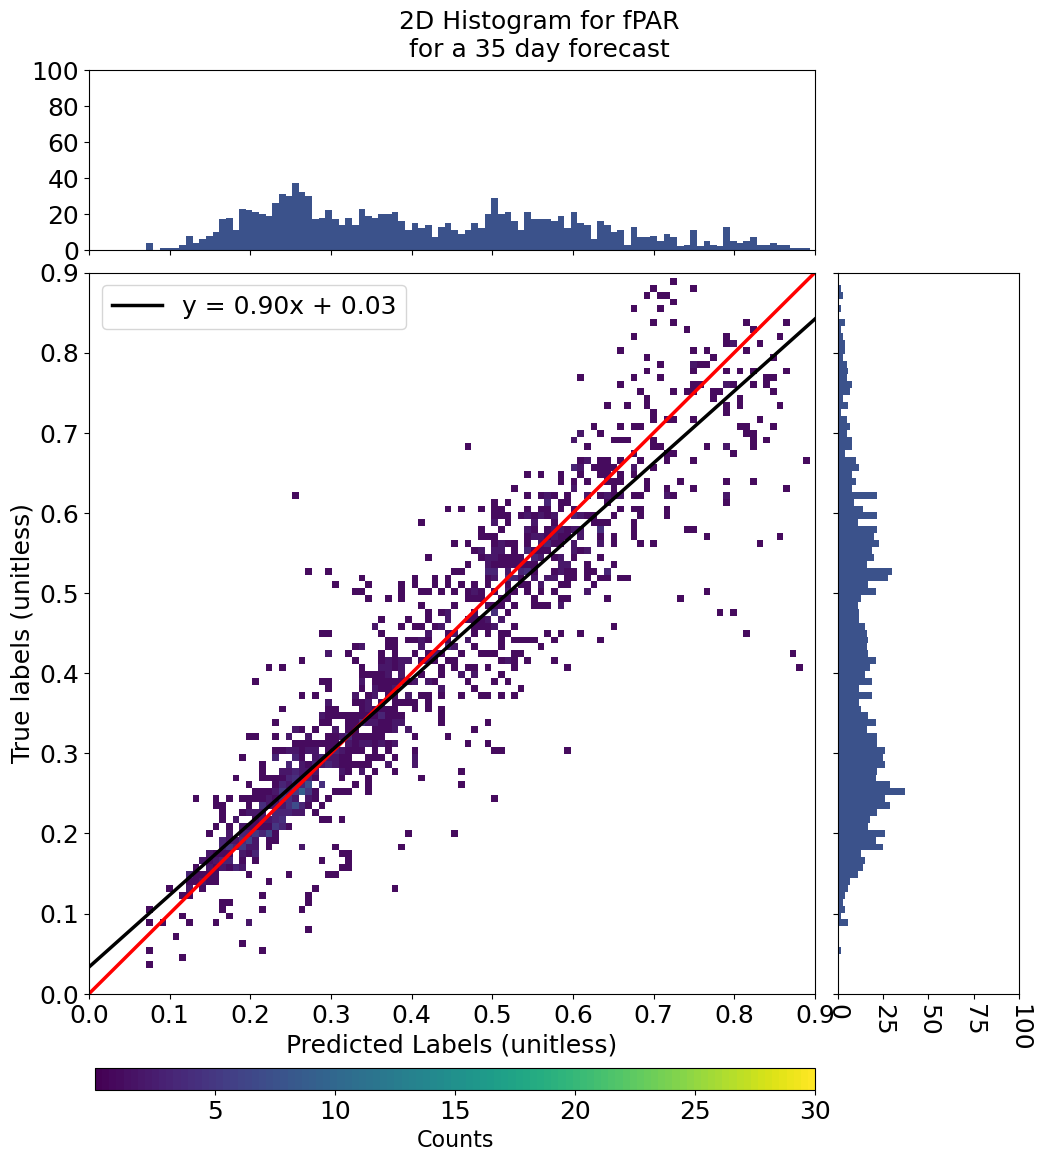 2D Histogram for fPAR
for a 35 day forecast
100
80
60
40
20
0
0.9
0.8
0.7
0.6
0.5
0.4
0.3
0.2
0.1
0.0
y = 0.90x + 0.03
True labels (unitless)
0.0 0.1 0.2 0.3 0.4 0.5 0.6 0.7 0.8 0.9
0 25 50 75 100
Predicted Labels (unitless)
5 10 15 20 25 30
Counts